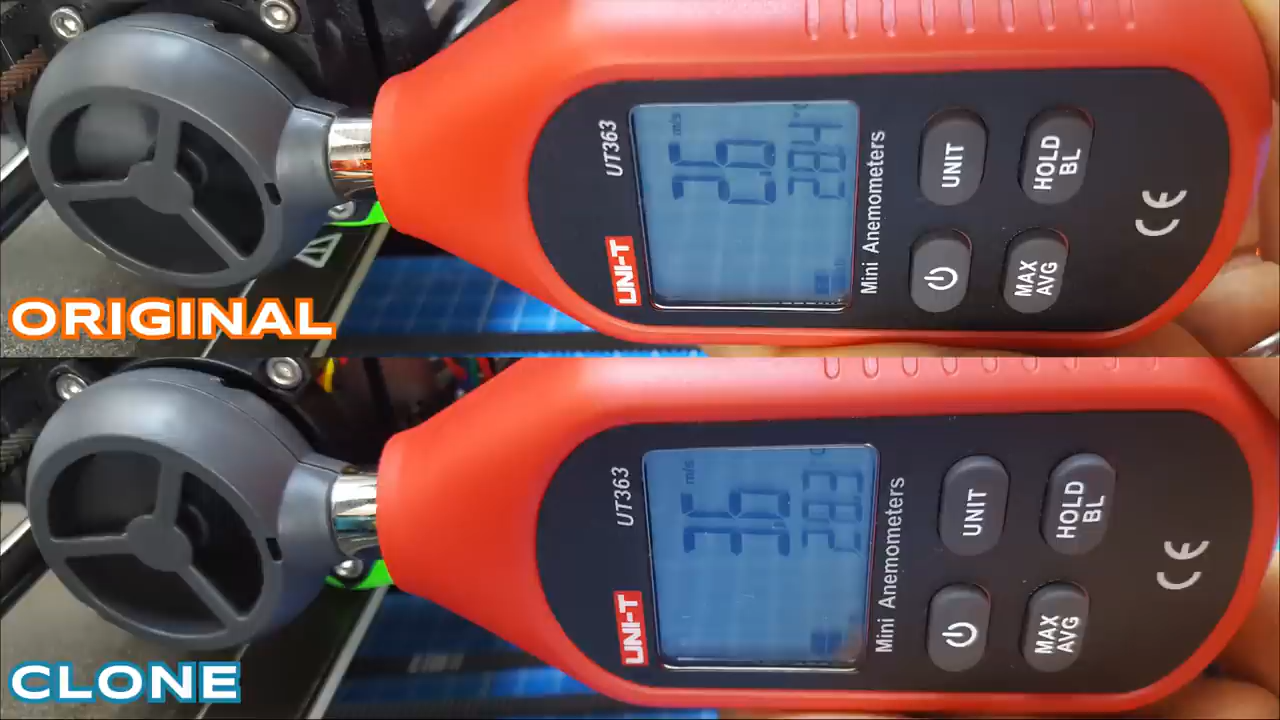 UNI-T
UT363
m/s
Mini Anemometers
UNIT
HOLD
BL
MAX
AVG
CE
ORIGINAL
UNI-T
UT363
m/s
Mini Anemometers
UNIT
HOLD
BL
MAX
AVG
CE
CLONE